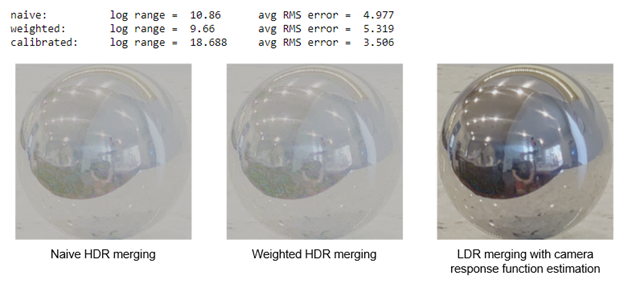 naive: log range = 10.86 avg RMS error = 4.977
weighted: log range = 9.66 avg RMS error = 5.319
calibrated: log range = 18.688 avg RMS error = 3.506
Naive HDR merging
Weighted HDR merging
LDR merging with camera
response function estimation